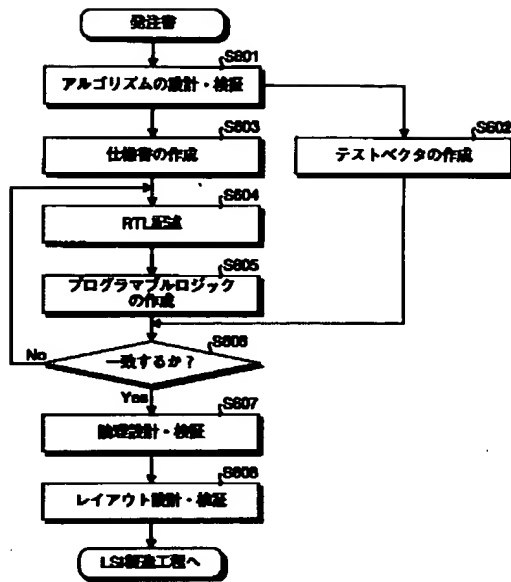 発注書
S601
アルゴリズムの設計・検証
S603
仕様書の作成
S602
テストベクタの作成
S604
RTL記述
S605
プログラマブルロジック
の作成
S606
一致するか？
No
Yes
S607
論理設計・検証
S608
レイアウト設計・検証
LSI製造工程へ